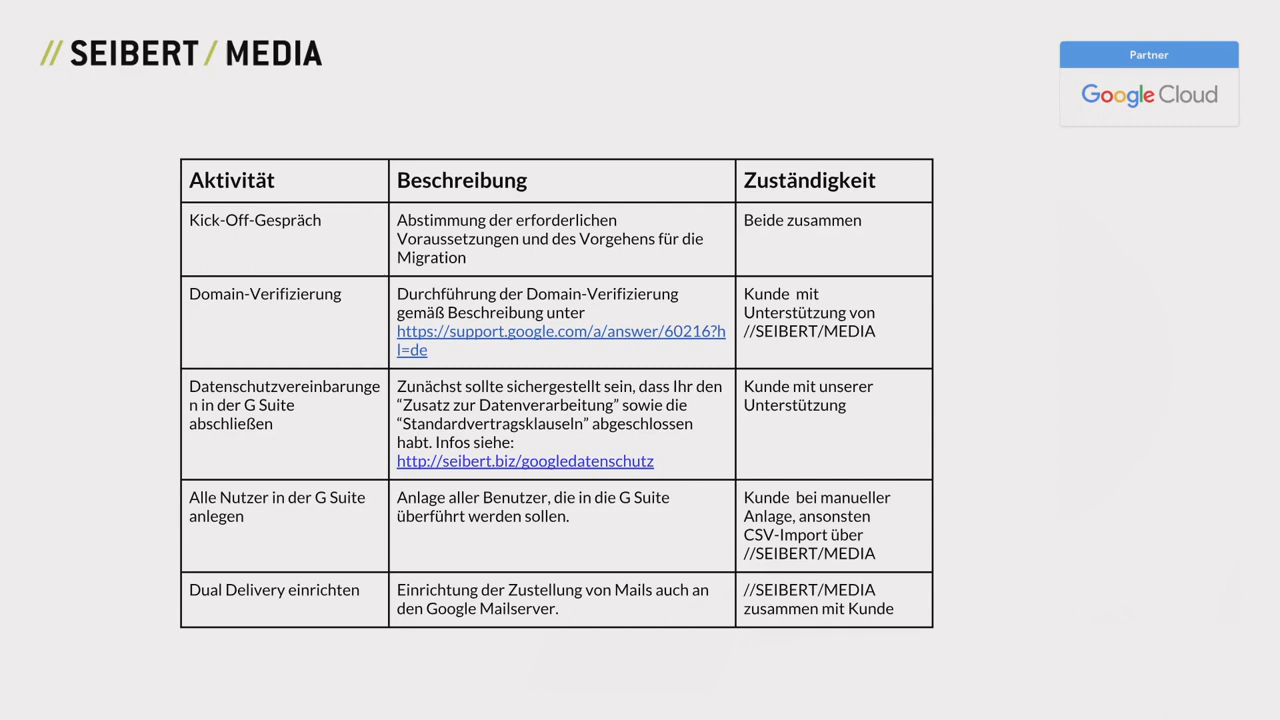 // SEIBERT / MEDIA
Partner
Google Cloud
Aktivität
Beschreibung
Zuständigkeit
Kick-Off-Gespräch
Abstimmung der erforderlichen
Voraussetzungen und des Vorgehens für die
Migration
Beide zusammen
Domain-Verifizierung
Durchführung der Domain-Verifizierung
gemäß Beschreibung unter
https://support.google.com/a/answer/60216?h
l=de
Kunde  mit
Unterstützung von
//SEIBERT/MEDIA
Datenschutzvereinbarunge
n in der G Suite
abschließen
Zunächst sollte sichergestellt sein, dass Ihr den
“Zusatz zur Datenverarbeitung” sowie die
“Standardvertragsklauseln” abgeschlossen
habt. Infos siehe:
http://seibert.biz/googledatenschutz
Kunde mit unserer
Unterstützung
Alle Nutzer in der G Suite
anlegen
Anlage aller Benutzer, die in die G Suite
überführt werden sollen.
Kunde  bei manueller
Anlage, ansonsten
CSV-Import über
//SEIBERT/MEDIA
Dual Delivery einrichten
Einrichtung der Zustellung von Mails auch an
den Google Mailserver.
//SEIBERT/MEDIA
zusammen mit Kunde